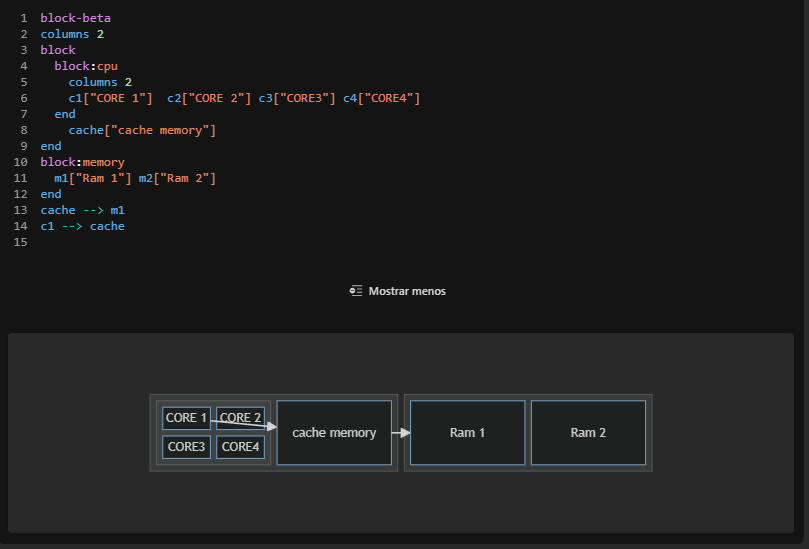 1 block-beta
2 columns 2
3 block
4   block:cpu
5     columns 2
6     c1["CORE 1"]  c2["CORE 2"] c3["CORE3"] c4["CORE4"]
7   end
8     cache["cache memory"]
9 end
10 block:memory
11   m1["Ram 1"] m2["Ram 2"]
12 end
13 cache --> m1
14 c1 --> cache
15
Mostrar menos
CORE 1 CORE 2
cache memory Ram 1 Ram 2
CORE3 CORE4